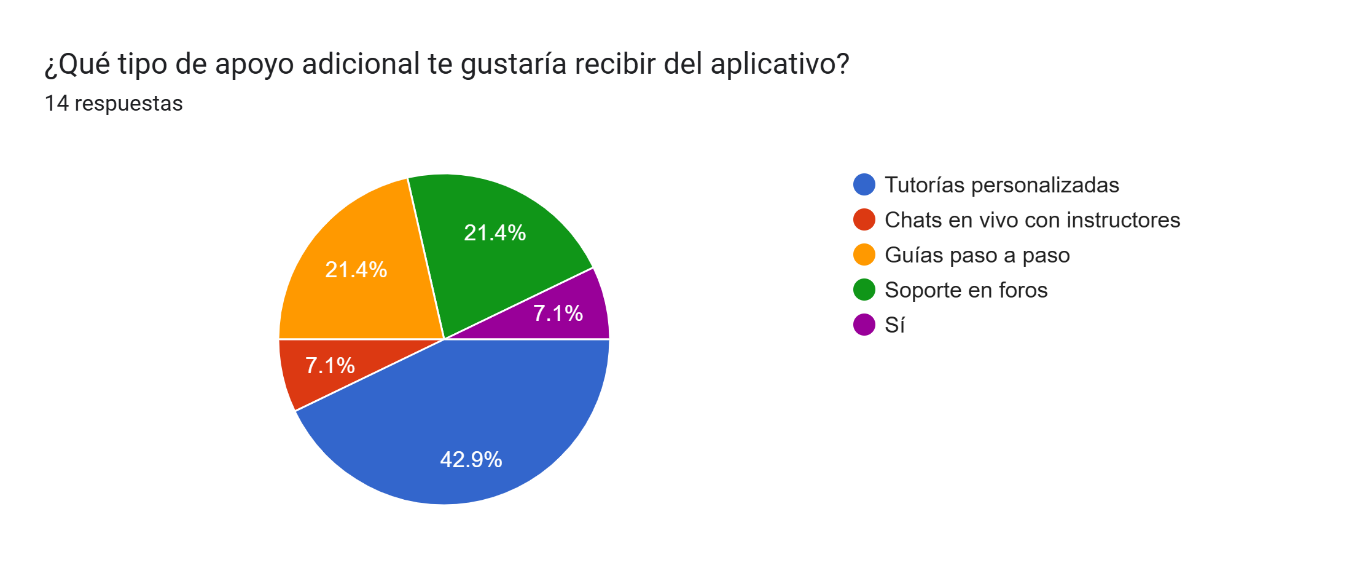 ¿Qué tipo de apoyo adicional te gustaría recibir del aplicativo?
14 respuestas
21.4%
21.4%
7.1%
7.1%
42.9%
Tutorías personalizadas
Chats en vivo con instructores
Guías paso a paso
Soporte en foros
Sí